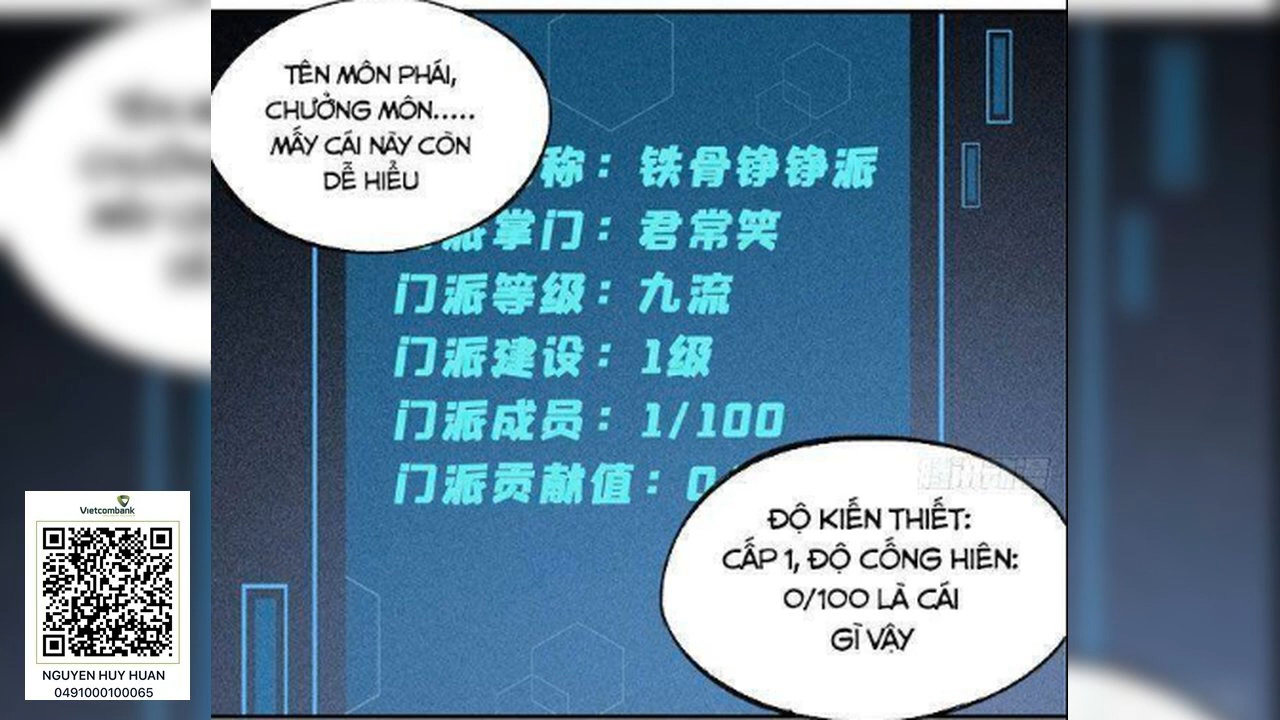 TÊN MÔN PHÁI,
CHƯỞNG MÔN.....
MẤY CÁI NÀY CÒN
DỄ HIỂU
称：铁骨铮铮派
派掌门：君常笑
门派等级：九流
门派建设：1级
门派成员：1/100
门派贡献值：0
ĐỘ KIẾN THIẾT:
CẤP 1, ĐỘ CỐNG HIÊN:
0/100 LÀ CÁI
GÌ VẬY
Vietcombank
NGUYEN HUY HUAN
0491000100065